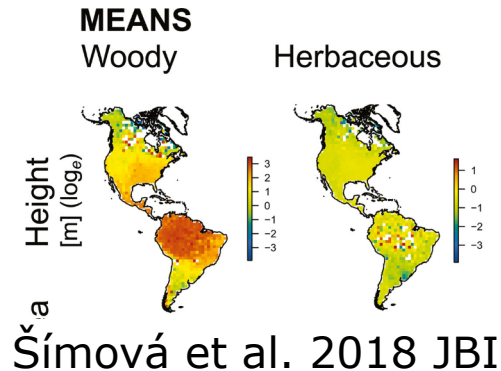 MEANS
Woody Herbaceous
Height
[m] (logₑ)
3
2
1
0
−1
−2
−3
1
0
−1
−2
−3
a
Šímová et al. 2018 JBI